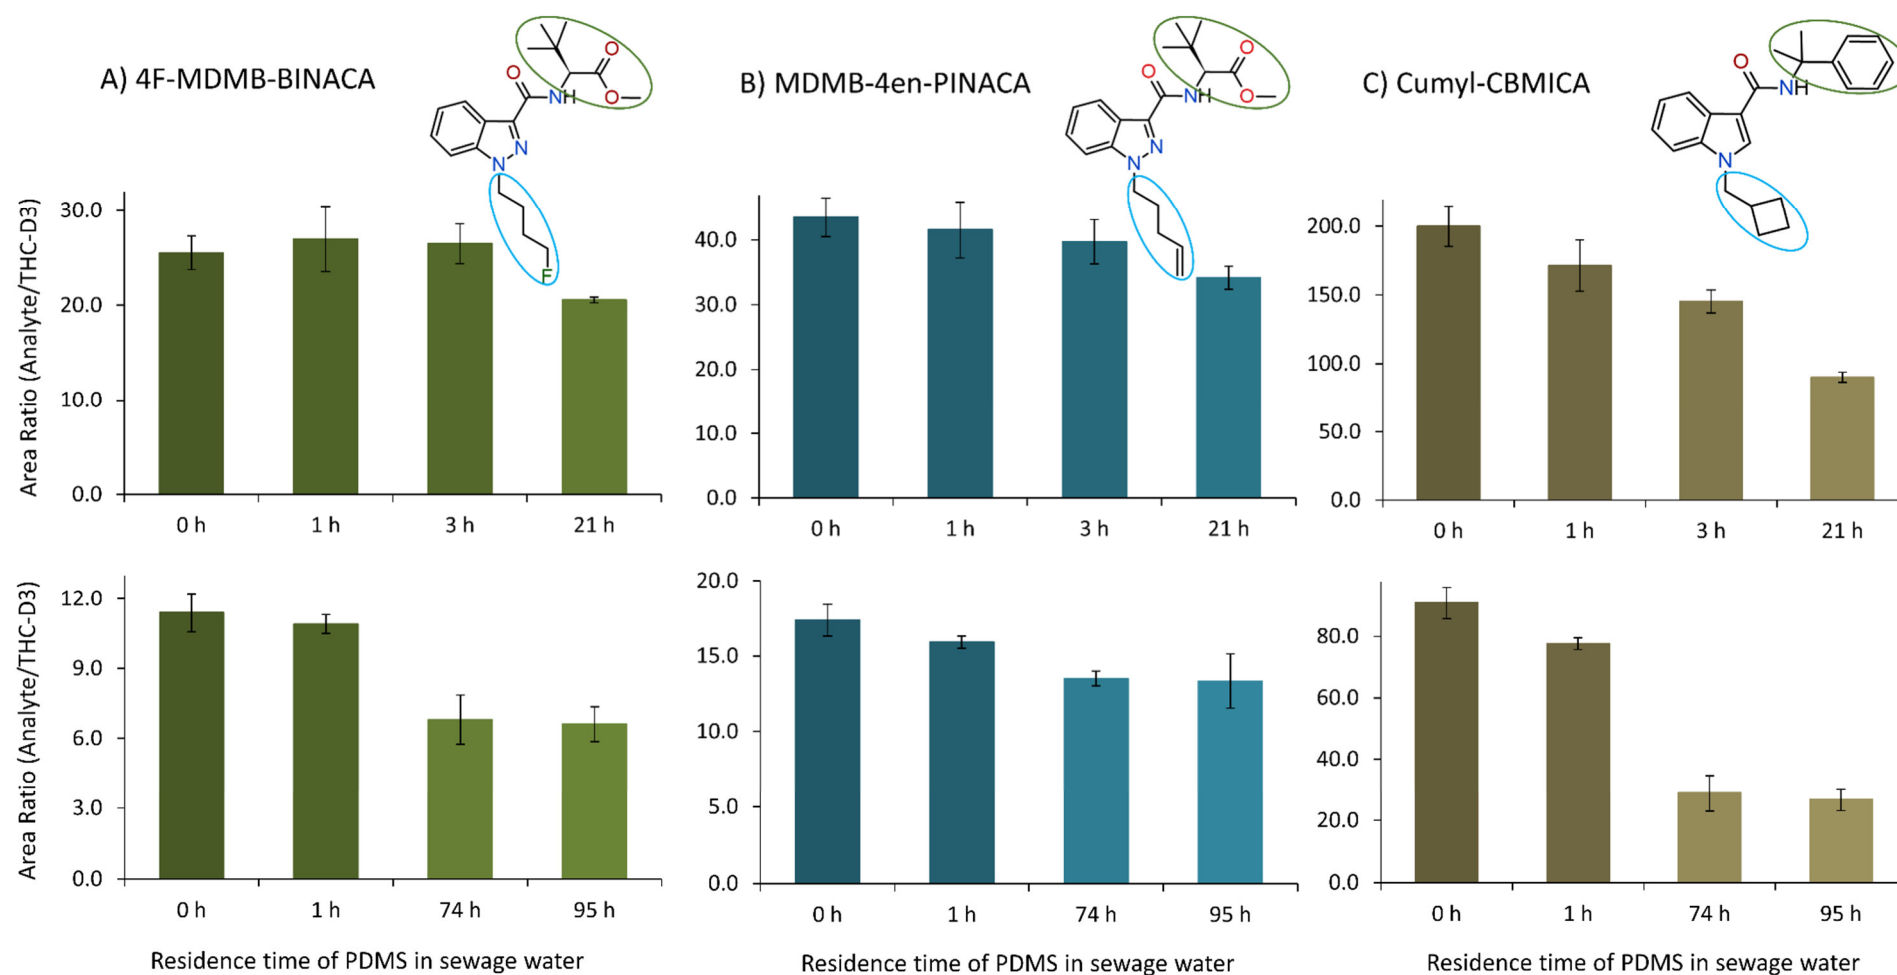 A) 4F-MDMB-BINACA
O
O
O
NH
N
N
F
Area Ratio (Analyte/THC-D3)
30.0
20.0
10.0
0.0
0 h 1 h 3 h 21 h
B) MDMB-4en-PINACA
O
O
O
NH
N
N
40.0
30.0
20.0
10.0
0.0
0 h 1 h 3 h 21 h
C) Cumyl-CBMICA
O
NH
N
200.0
150.0
100.0
50.0
0.0
0 h 1 h 3 h 21 h
Area Ratio (Analyte/THC-D3)
12.0
9.0
6.0
3.0
0.0
0 h 1 h 74 h 95 h
Residence time of PDMS in sewage water
20.0
15.0
10.0
5.0
0.0
0 h 1 h 74 h 95 h
Residence time of PDMS in sewage water
80.0
60.0
40.0
20.0
0.0
0 h 1 h 74 h 95 h
Residence time of PDMS in sewage water